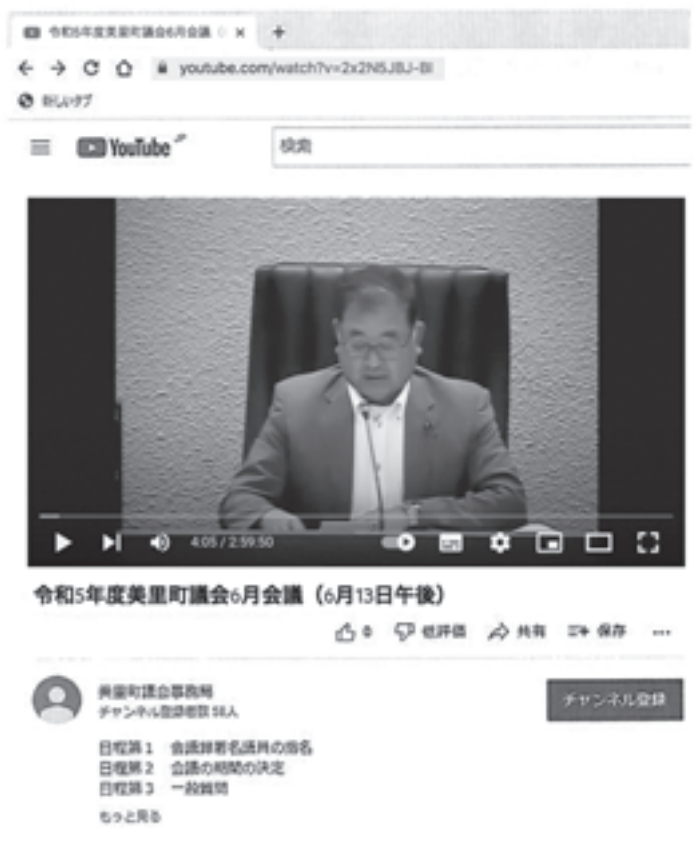 令和5年度美里町議会6月会議
youtube.com/watch?v=2x2N5JBJ-BI
新しいタブ
YouTube JP
検索
4:05 / 2:59:50
令和5年度美里町議会6月会議（6月13日午後）
0 低評価 共有 保存
美里町議会事務局
チャンネル登録者数 58人
チャンネル登録
日程第1 会議録署名議員の指名
日程第2 会議の期間の決定
日程第3 一般質問
もっと見る